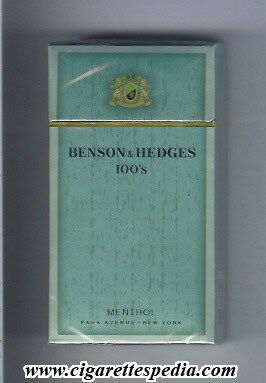 BENSON & HEDGES
100's
MENTHOL
PARK AVENUE • NEW YORK
www.cigarettespedia.com